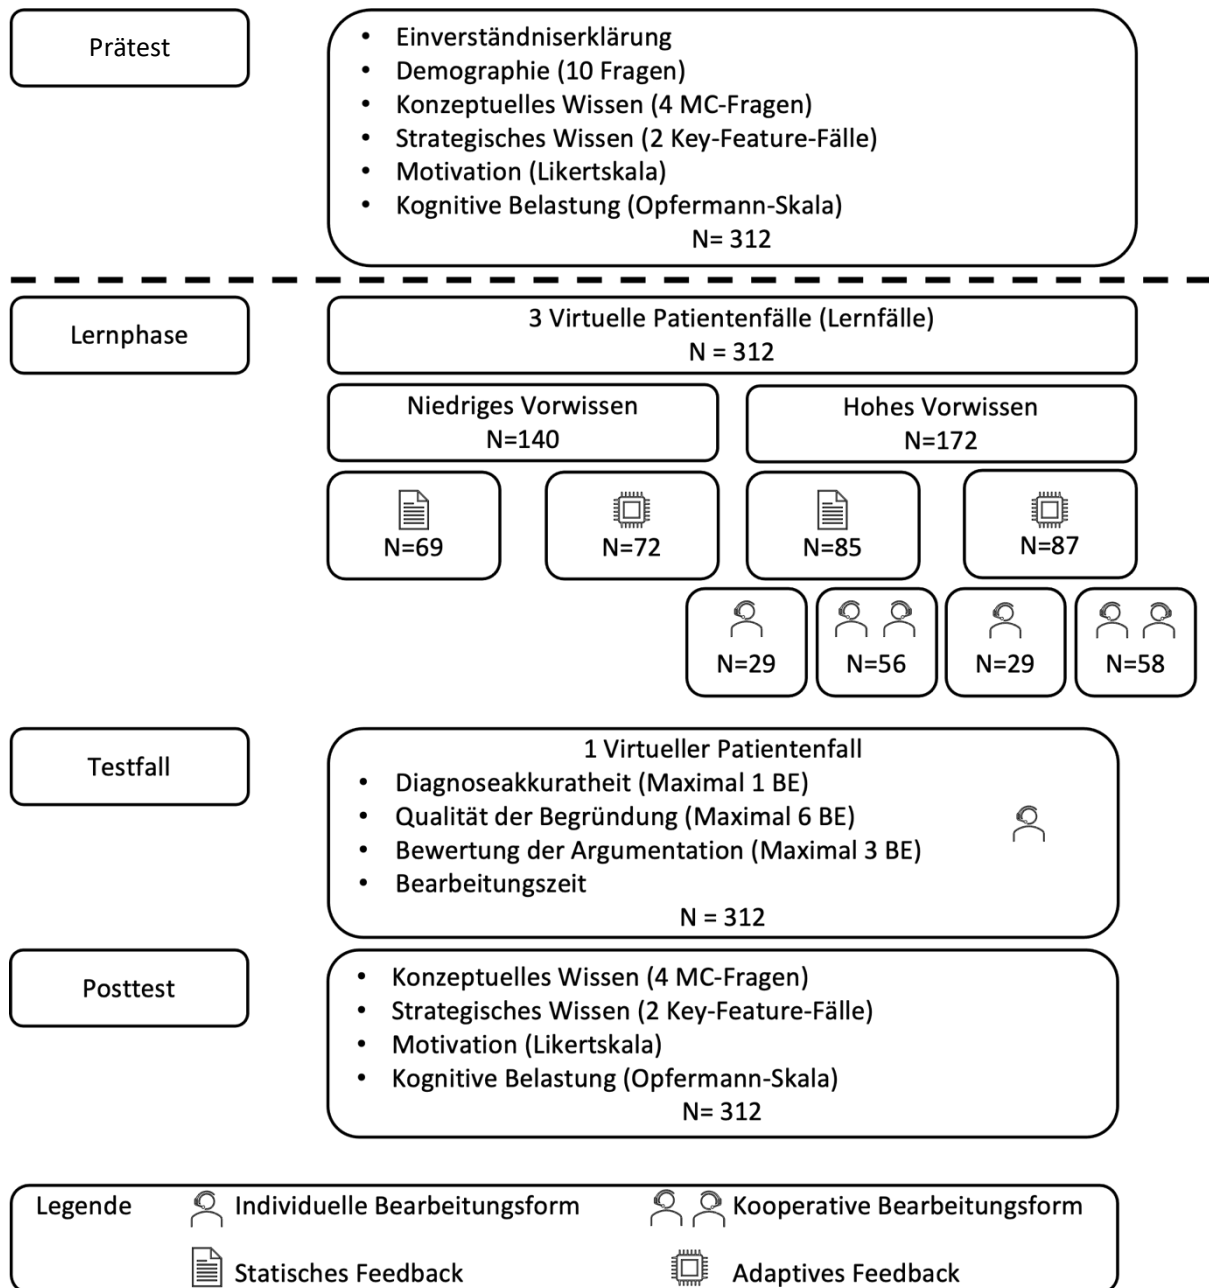 Prätest
• Einverständniserklärung
• Demographie (10 Fragen)
• Konzeptuelles Wissen (4 MC-Fragen)
• Strategisches Wissen (2 Key-Feature-Fälle)
• Motivation (Likertskala)
• Kognitive Belastung (Opfermann-Skala)
N= 312
Lernphase
3 Virtuelle Patientenfälle (Lernfälle)
N = 312
Niedriges Vorwissen
N=140
Hohes Vorwissen
N=172
N=69
N=72
N=85
N=87
N=29
N=56
N=29
N=58
Testfall
1 Virtueller Patientenfall
• Diagnoseakkuratheit (Maximal 1 BE)
• Qualität der Begründung (Maximal 6 BE)
• Bewertung der Argumentation (Maximal 3 BE)
• Bearbeitungszeit
N = 312
Posttest
• Konzeptuelles Wissen (4 MC-Fragen)
• Strategisches Wissen (2 Key-Feature-Fälle)
• Motivation (Likertskala)
• Kognitive Belastung (Opfermann-Skala)
N= 312
Legende
Individuelle Bearbeitungsform
Kooperative Bearbeitungsform
Statisches Feedback
Adaptives Feedback